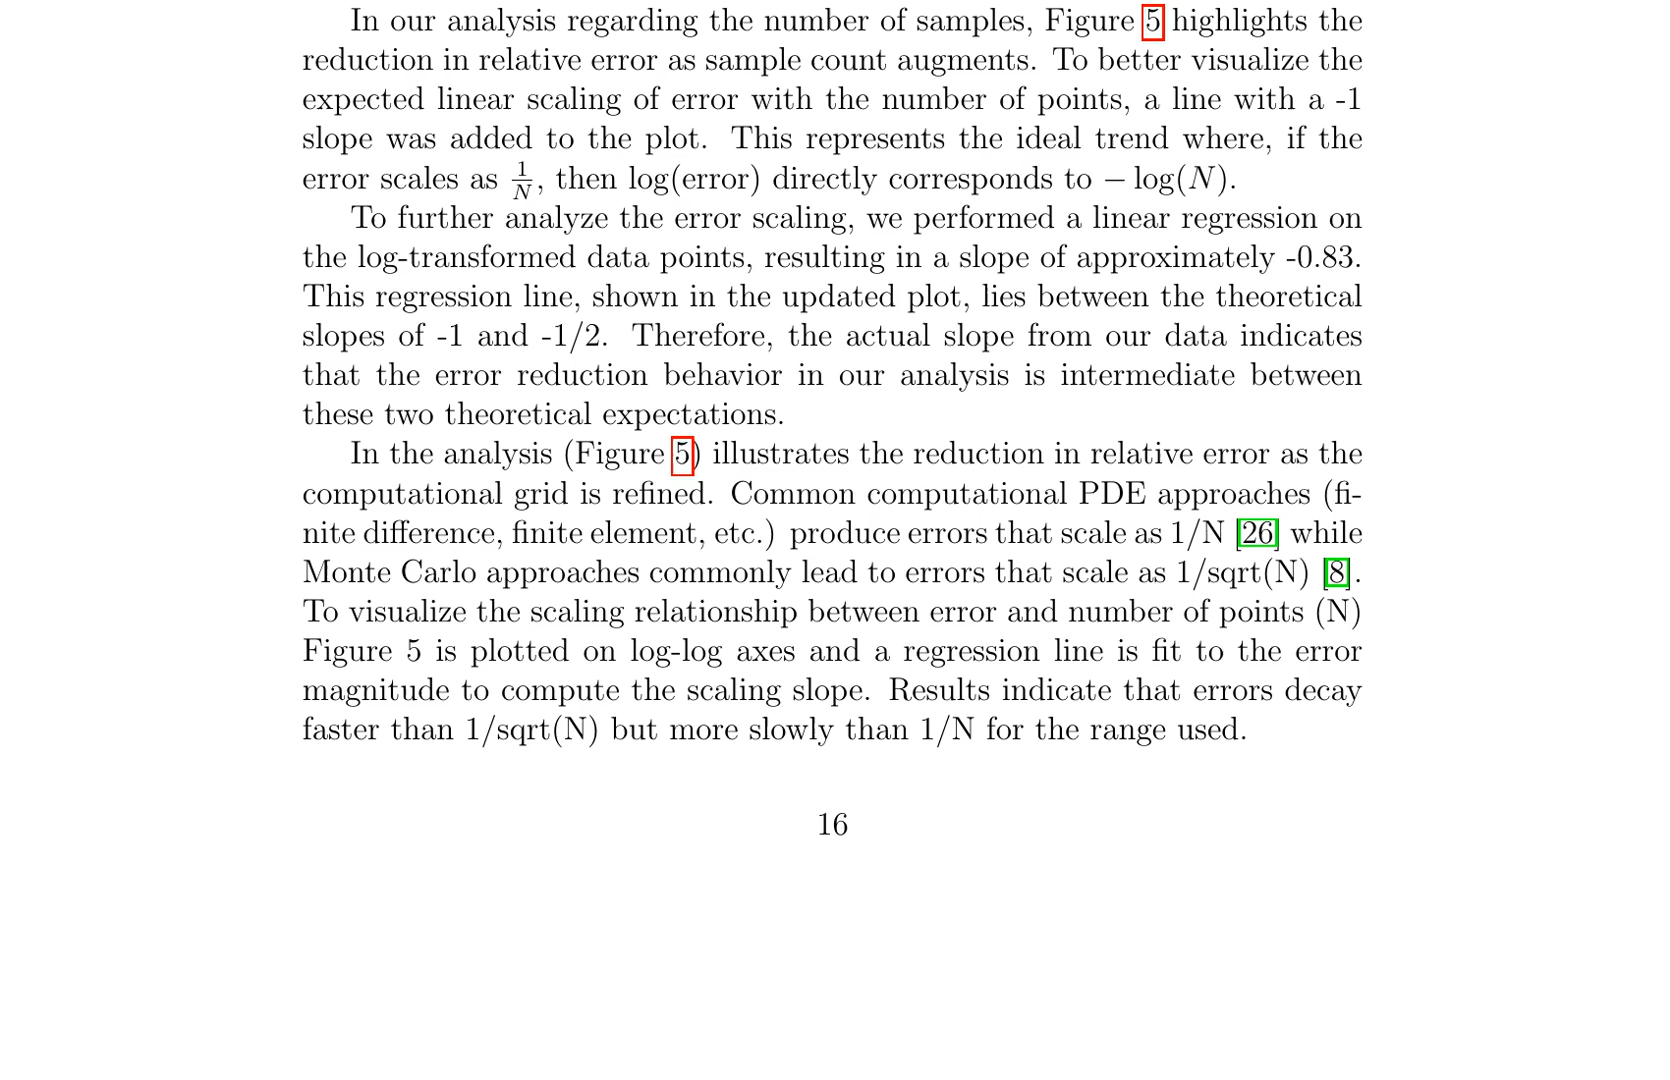 In our analysis regarding the number of samples, Figure 5 highlights the
reduction in relative error as sample count augments. To better visualize the
expected linear scaling of error with the number of points, a line with a -1
slope was added to the plot. This represents the ideal trend where, if the
error scales as 1/N, then log(error) directly corresponds to − log(N).
To further analyze the error scaling, we performed a linear regression on
the log-transformed data points, resulting in a slope of approximately -0.83.
This regression line, shown in the updated plot, lies between the theoretical
slopes of -1 and -1/2. Therefore, the actual slope from our data indicates
that the error reduction behavior in our analysis is intermediate between
these two theoretical expectations.
In the analysis (Figure 5) illustrates the reduction in relative error as the
computational grid is refined. Common computational PDE approaches (fi-
nite difference, finite element, etc.) produce errors that scale as 1/N [26] while
Monte Carlo approaches commonly lead to errors that scale as 1/sqrt(N) [8].
To visualize the scaling relationship between error and number of points (N)
Figure 5 is plotted on log-log axes and a regression line is fit to the error
magnitude to compute the scaling slope. Results indicate that errors decay
faster than 1/sqrt(N) but more slowly than 1/N for the range used.
16